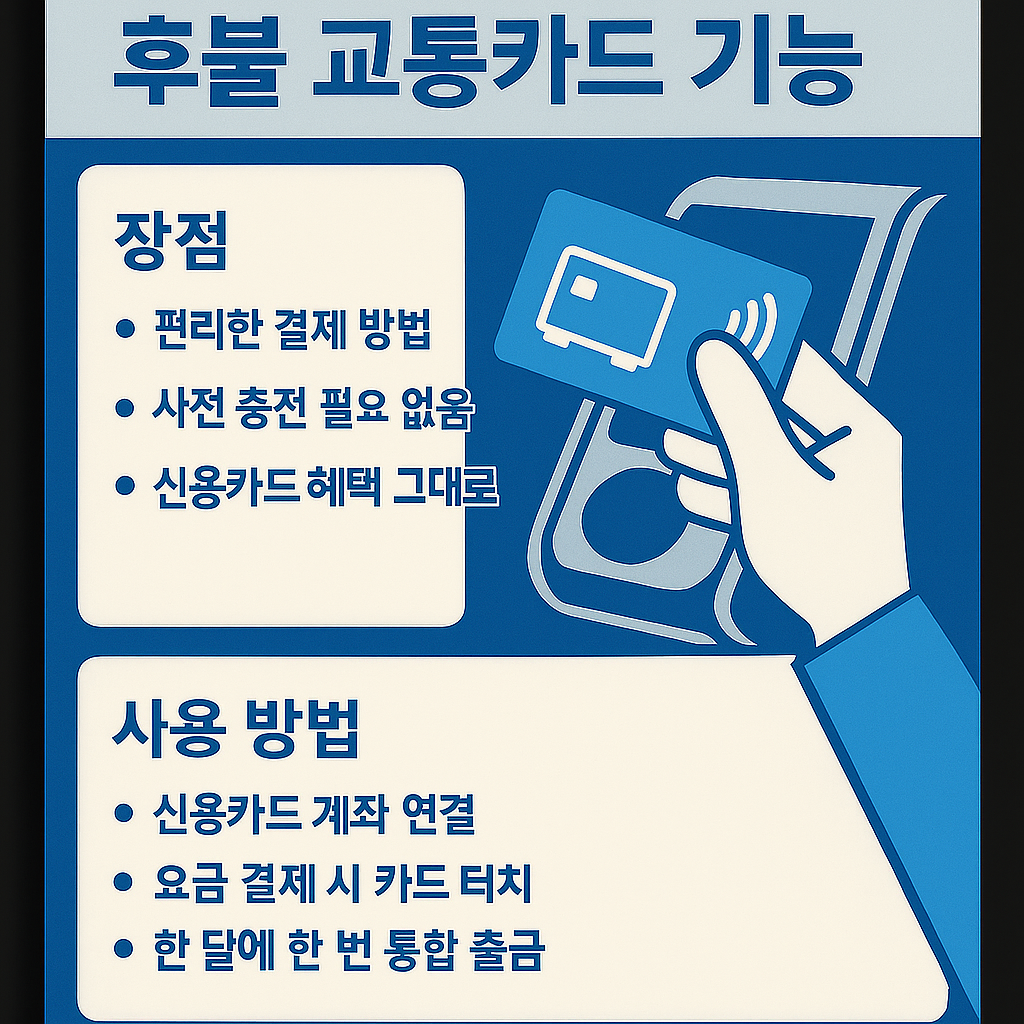 후불 교통카드 기능
장점
• 편리한 결제 방법
• 사전 충전 필요 없움
• 신용카드 혜택 그대로
사용 방법
• 신용카드 계좌 연결
• 요금 결제 시 카드 터치
• 한 달에 한 번 통합 출금